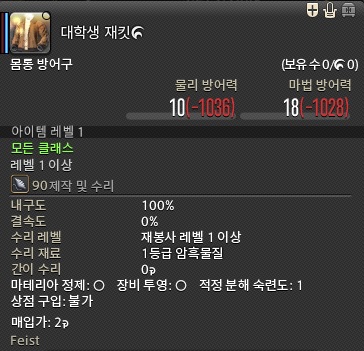 대학생 재킷
몸통 방어구 (보유 수 0/ 0)
물리 방어력 마법 방어력
10(-1036) 18(-1028)
아이템 레벨 1
모든 클래스
레벨 1 이상
90제작 및 수리
내구도 100%
결속도 0%
수리 레벨 재봉사 레벨 1 이상
수리 재료 1등급 암흑물질
간이 수리 0
마테리아 정제: ○ 장비 투영: ○ 적정 분해 숙련도: 1
상점 구입: 불가
매입가: 2
Feist